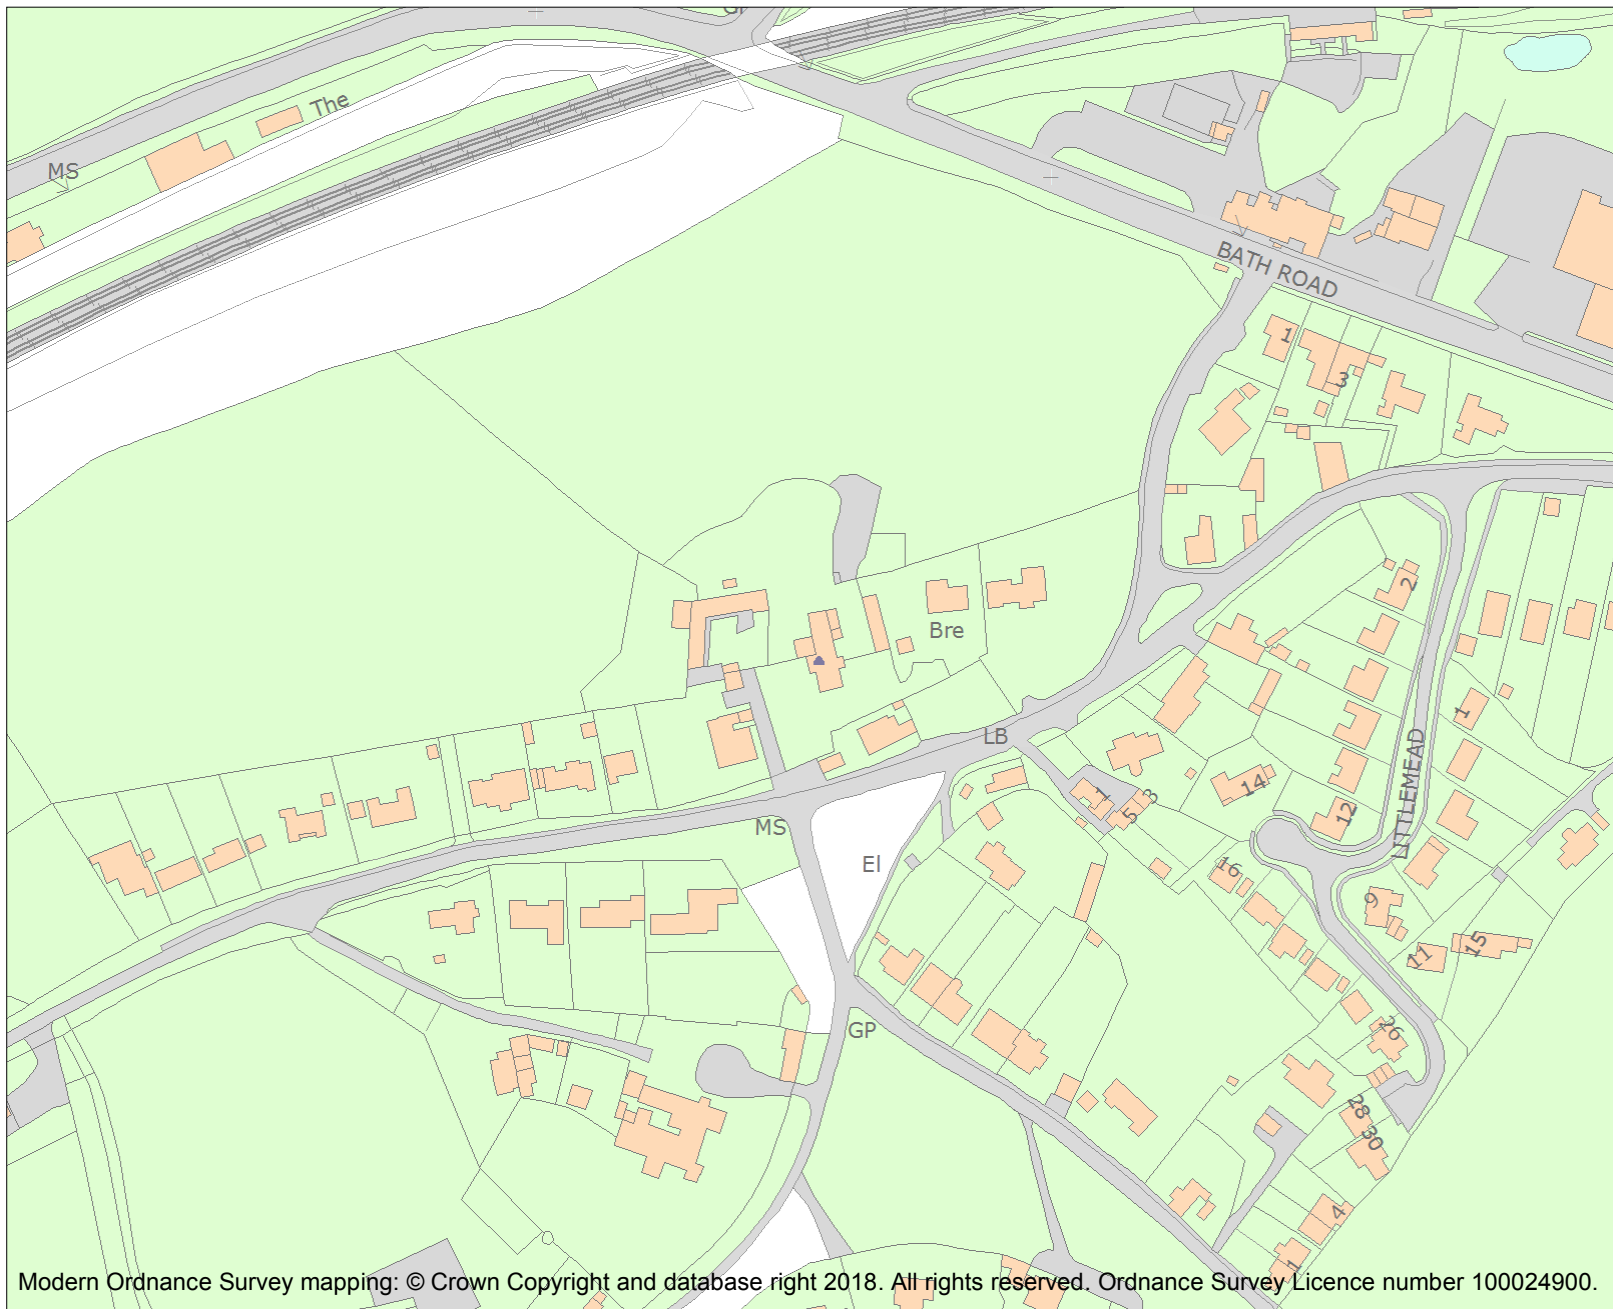 The
MS
BATH ROAD
1
3
2
Bre
1
LB
LITTLEMEAD
14
1
3
5
12
MS
El
16
9
15
11
GP
26
28
30
4
1
Modern Ordnance Survey mapping: © Crown Copyright and database right 2018. All rights reserved. Ordnance Survey Licence number 100024900.